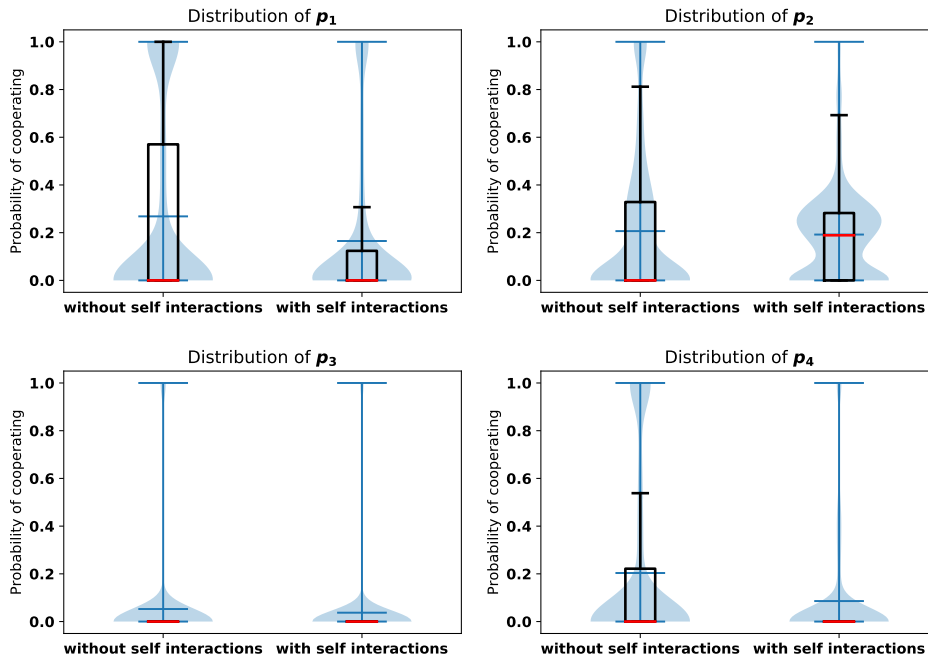 Distribution of p1
Probability of cooperating
1.0
0.8
0.6
0.4
0.2
0.0
without self interactions with self interactions
Distribution of p2
Probability of cooperating
1.0
0.8
0.6
0.4
0.2
0.0
without self interactions with self interactions
Distribution of p3
Probability of cooperating
1.0
0.8
0.6
0.4
0.2
0.0
without self interactions with self interactions
Distribution of p4
Probability of cooperating
1.0
0.8
0.6
0.4
0.2
0.0
without self interactions with self interactions